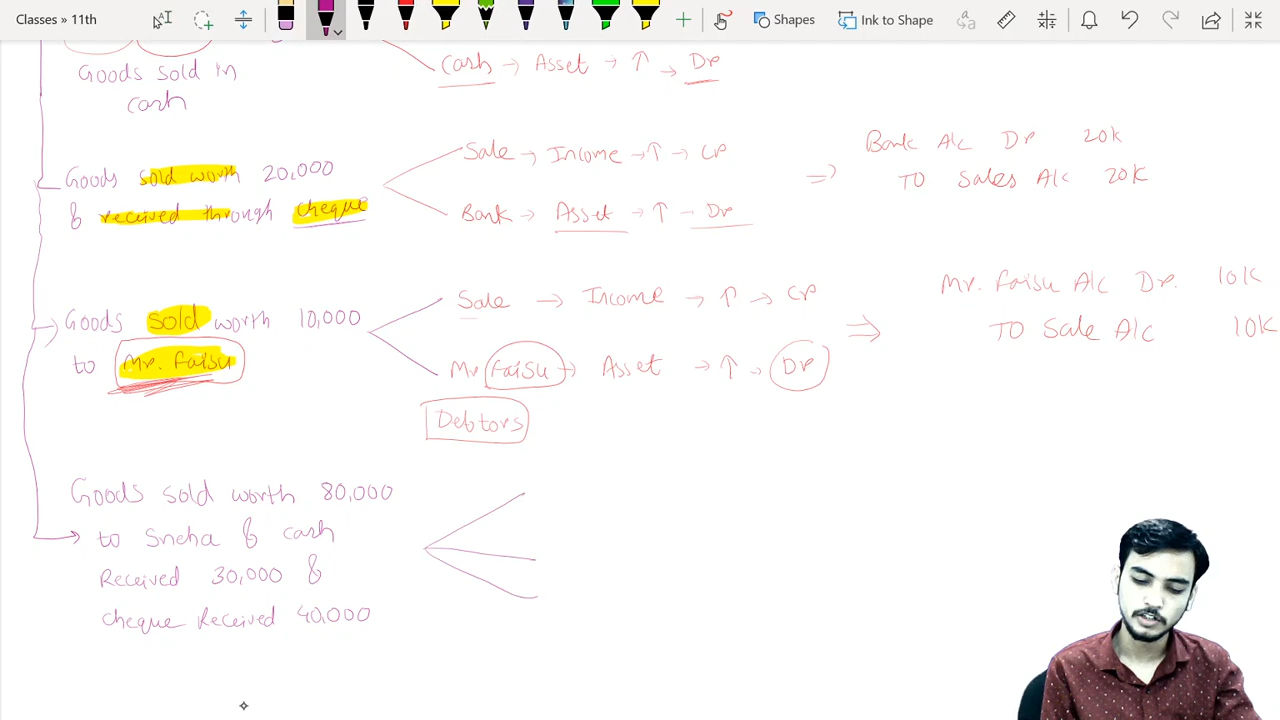 Classes » 11th
Shapes
Ink to Shape
Goods sold in
cash
Cash → Asset → ↑ → Dr
Goods sold worth 20,000
& received through cheque
Sale → Income → ↑ → Cr
Bank → Asset → ↑ → Dr
⇒
Bank A/c Dr 20K
TO Sales A/c 20K
Goods sold worth 10,000
to Mr. Faisu
Sale → Income → ↑ → Cr
Mr Faisu → Asset → ↑ → Dr
Debtors
⇒
Mr. Faisu A/c Dr. 10K
TO Sale A/c 10K
Goods sold worth 80,000
to Sneha & cash
Received 30,000 &
cheque Received 40,000